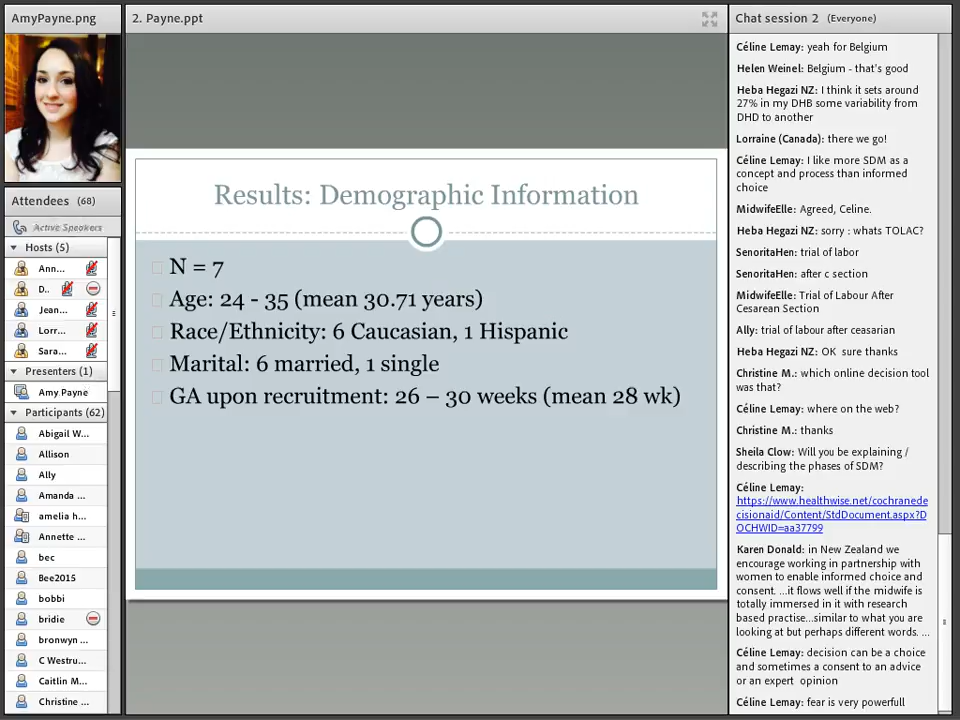 AmyPayne.png
Attendees (68)
Active Speakers
Hosts (5)
Ann...
D..
Jean...
Lorr...
Sara...
Presenters (1)
Amy Payne
Participants (62)
Abigail W...
Allison
Ally
Amanda ...
amelia h...
Annette ...
bec
Bee2015
bobbi
bridie
bronwyn ...
C Westru...
Caitlin M...
Christine ...
2. Payne.ppt
Results: Demographic Information
N = 7
Age: 24 - 35 (mean 30.71 years)
Race/Ethnicity: 6 Caucasian, 1 Hispanic
Marital: 6 married, 1 single
GA upon recruitment: 26 – 30 weeks (mean 28 wk)
Chat session 2 (Everyone)
Céline Lemay: yeah for Belgium
Helen Weinel: Belgium - that's good
Heba Hegazi NZ: I think it sets around
27% in my DHB some variability from
DHD to another
Lorraine (Canada): there we go!
Céline Lemay: I like more SDM as a
concept and process than informed
choice
MidwifeElle: Agreed, Celine.
Heba Hegazi NZ: sorry : whats TOLAC?
SenoritaHen: trial of labor
SenoritaHen: after c section
MidwifeElle: Trial of Labour After
Cesarean Section
Ally: trial of labour after ceasarian
Heba Hegazi NZ: OK sure thanks
Christine M.: which online decision tool
was that?
Céline Lemay: where on the web?
Christine M.: thanks
Sheila Clow: Will you be explaining /
describing the phases of SDM?
Céline Lemay:
https://www.healthwise.net/cochranede
cisionaid/Content/StdDocument.aspx?D
OCHWID=aa37799
Karen Donald: in New Zealand we
encourage working in partnership with
women to enable informed choice and
consent. ...it flows well if the midwife is
totally immersed in it with research
based practise...similar to what you are
looking at but perhaps different words. ...
Céline Lemay: decision can be a choice
and sometimes a consent to an advice
or an expert opinion
Céline Lemay: fear is very powerfull